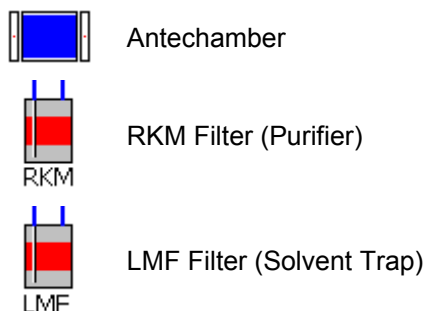 Antechamber
RKM Filter (Purifier)
RKM
LMF Filter (Solvent Trap)
LMF